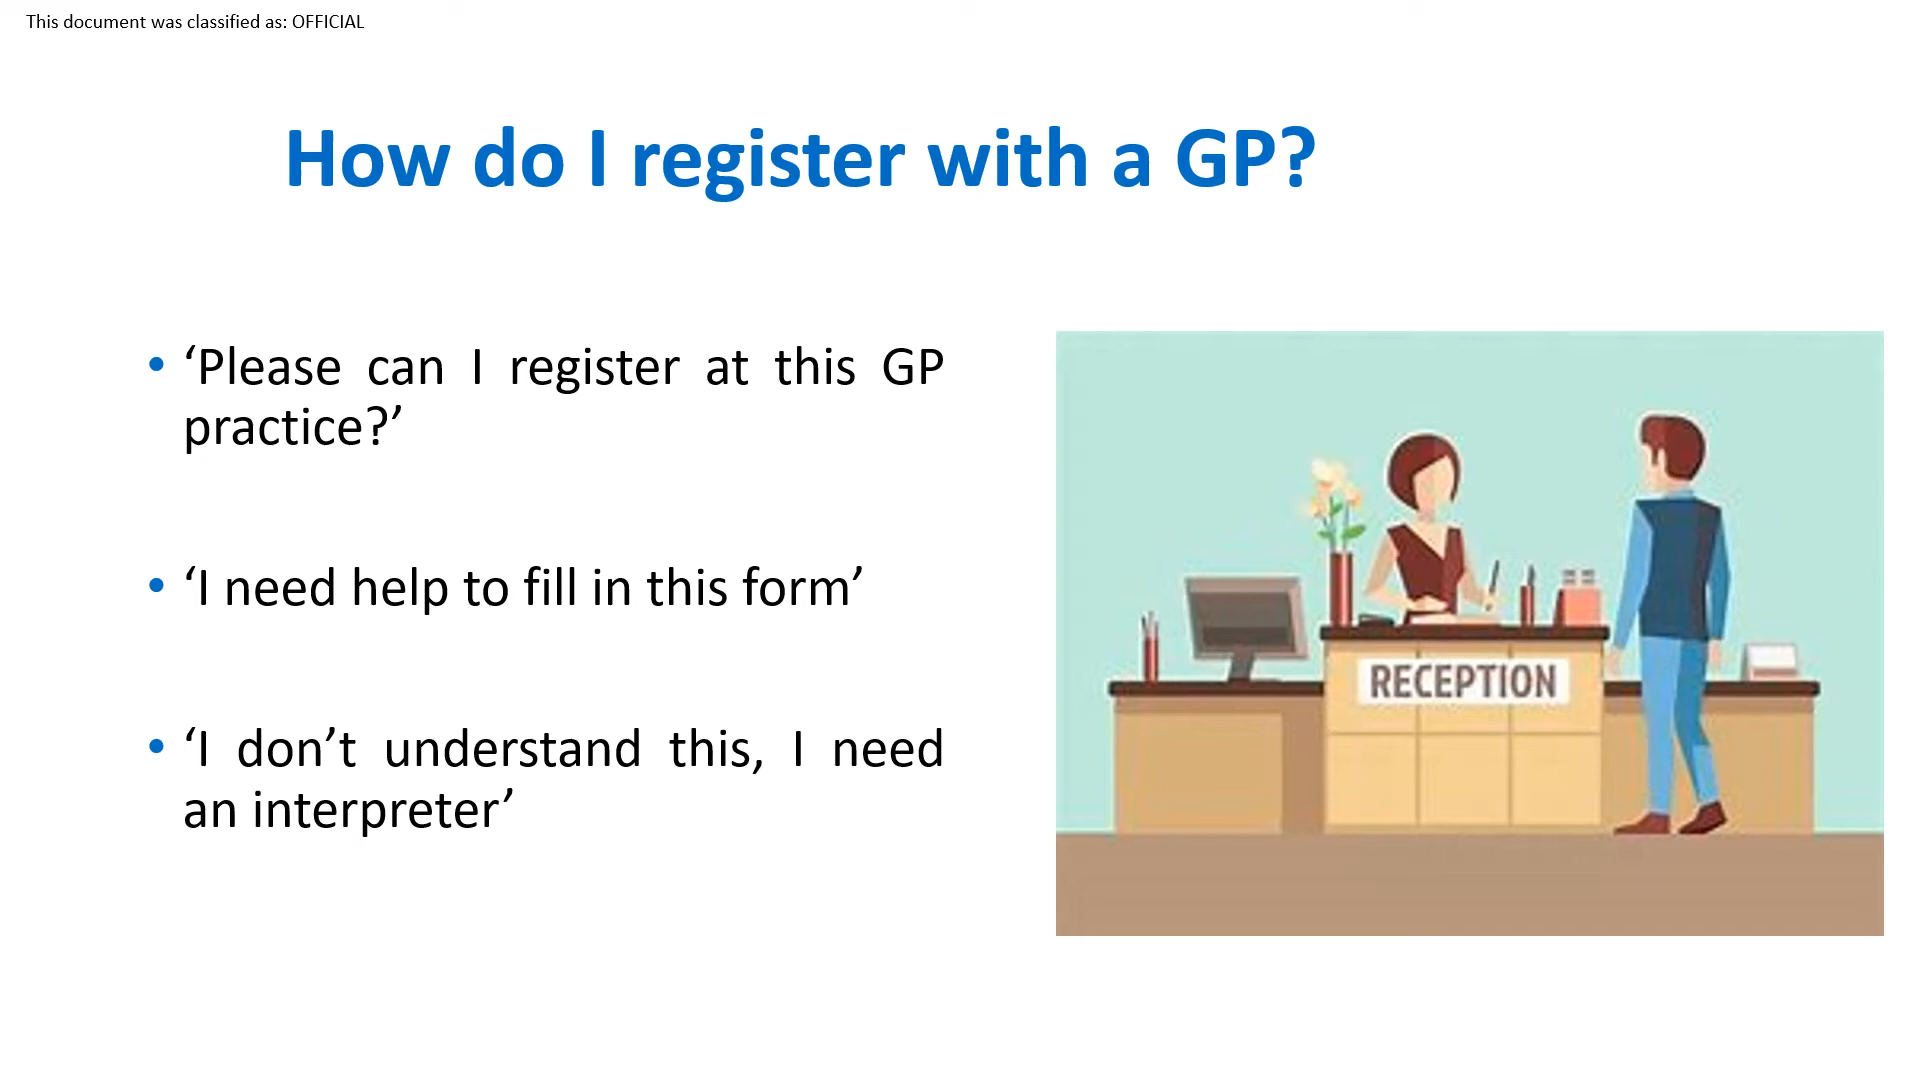 This document was classified as: OFFICIAL
How do I register with a GP?
• ‘Please can I register at this GP
practice?’
• ‘I need help to fill in this form’
• ‘I don’t understand this, I need
an interpreter’
RECEPTION